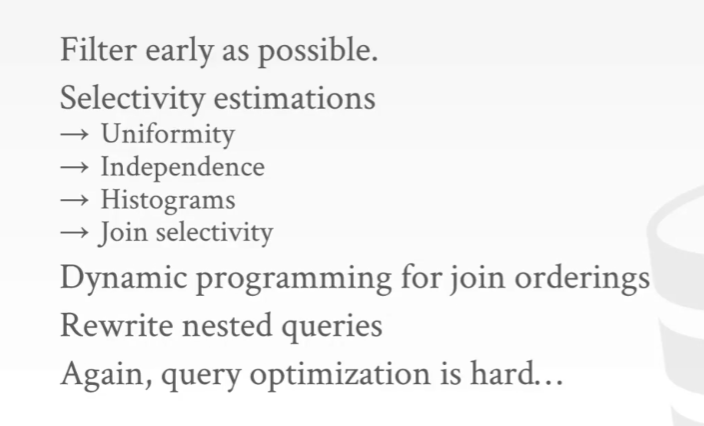 Filter early as possible.
Selectivity estimations
→ Uniformity
→ Independence
→ Histograms
→ Join selectivity
Dynamic programming for join orderings
Rewrite nested queries
Again, query optimization is hard…